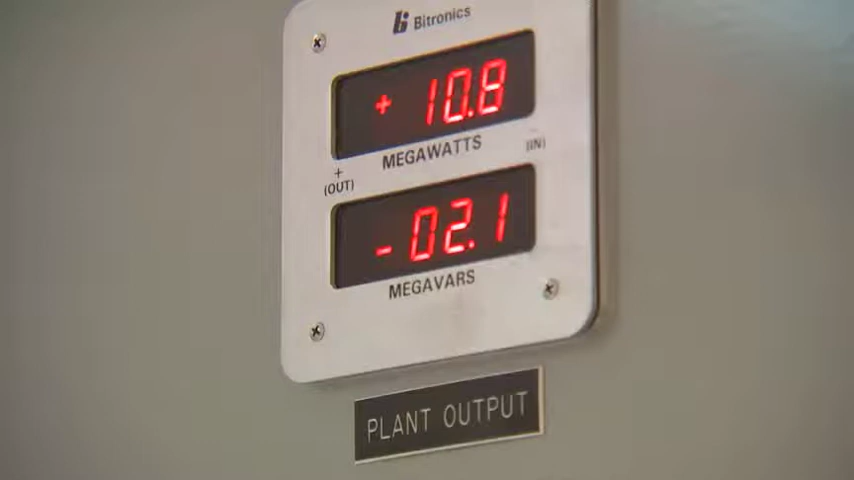 Bitronics
+ 10.8
MEGAWATTS
+
(OUT)
(IN)
- 02.1
MEGAVARS
PLANT OUTPUT